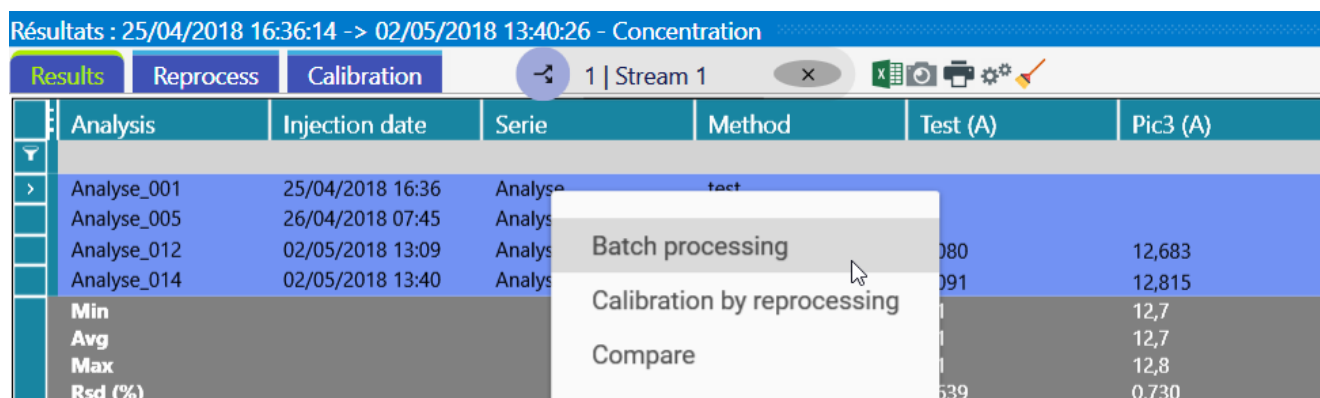 Résultats : 25/04/2018 16:36:14 -> 02/05/2018 13:40:26 - Concentration
Results Reprocess Calibration 1 | Stream 1
Analysis Injection date Serie Method Test (A) Pic3 (A)
Analyse_001 25/04/2018 16:36 Analyse test
Analyse_005 26/04/2018 07:45 Analys
Batch processing
Analyse_012 02/05/2018 13:09 Analys 080 12,683
Analyse_014 02/05/2018 13:40 Analys 091 12,815
Calibration by reprocessing
Min 12,7
Avg 12,7
Compare
Max 12,8
Rsd (%) 639 0,730